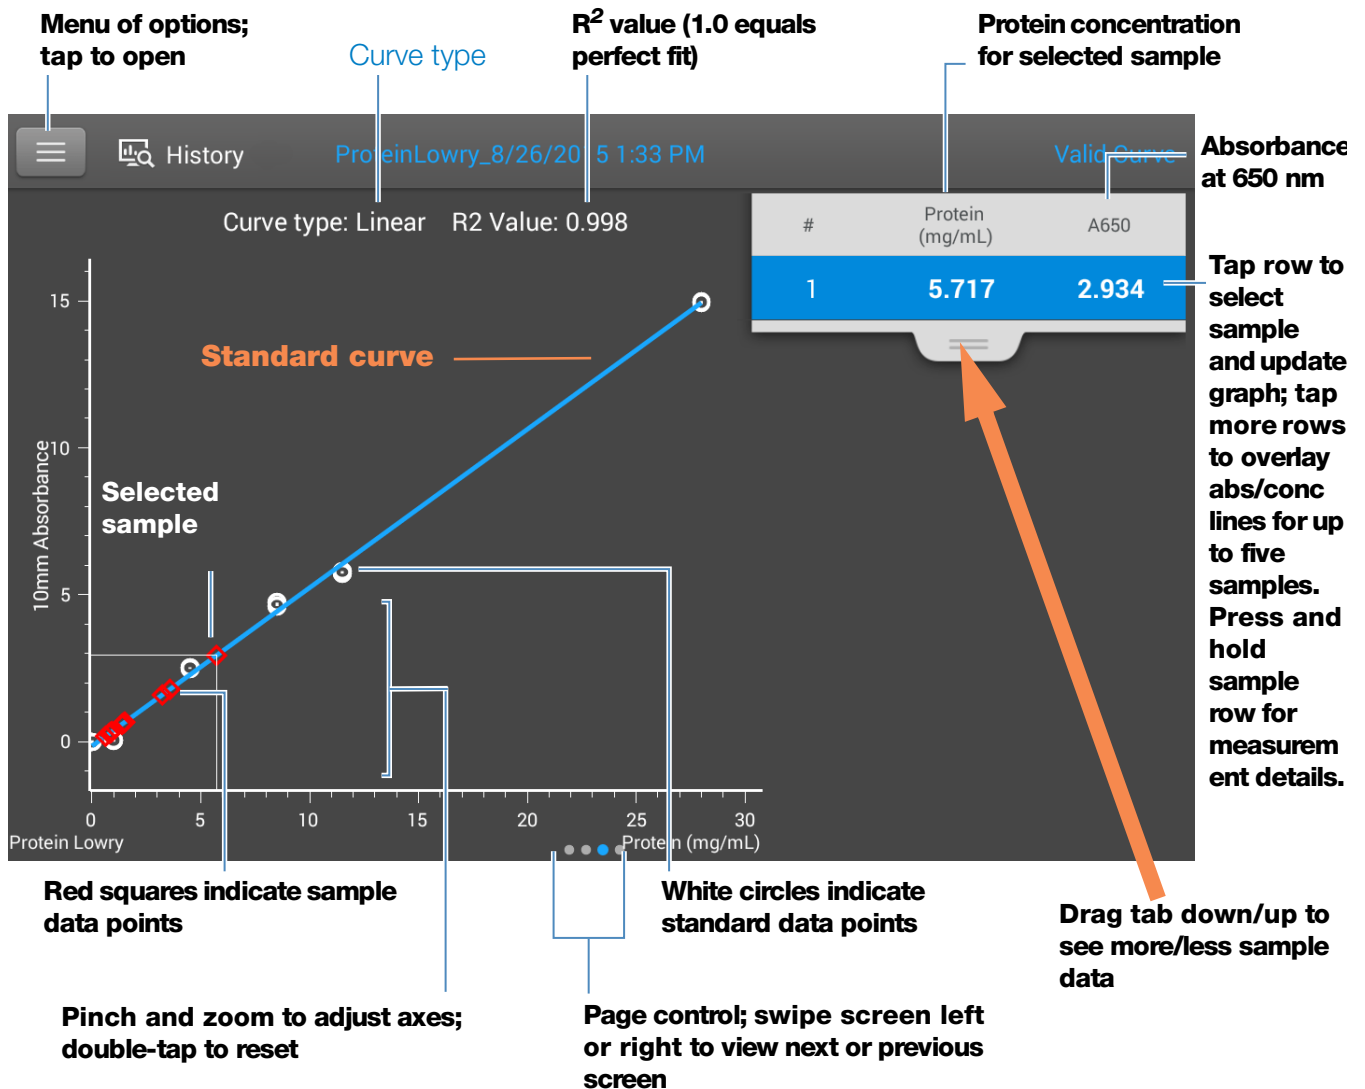 Menu of options;
tap to open
Curve type
R2 value (1.0 equals
perfect fit)
Protein concentration
for selected sample
History
ProteinLowry_8/26/2015 1:33 PM
Valid Curve
Absorbance
at 650 nm
Curve type: Linear R2 Value: 0.998
# Protein (mg/mL) A650
1 5.717 2.934
Tap row to
select
sample
and update
graph; tap
more rows
to overlay
abs/conc
lines for up
to five
samples.
Press and
hold
sample
row for
measurem
ent details.
Standard curve
Selected
sample
10mm Absorbance
15
10
5
0
0 5 10 15 20 25 30
Protein Lowry
Protein (mg/mL)
Red squares indicate sample
data points
White circles indicate
standard data points
Drag tab down/up to
see more/less sample
data
Pinch and zoom to adjust axes;
double-tap to reset
Page control; swipe screen left
or right to view next or previous
screen